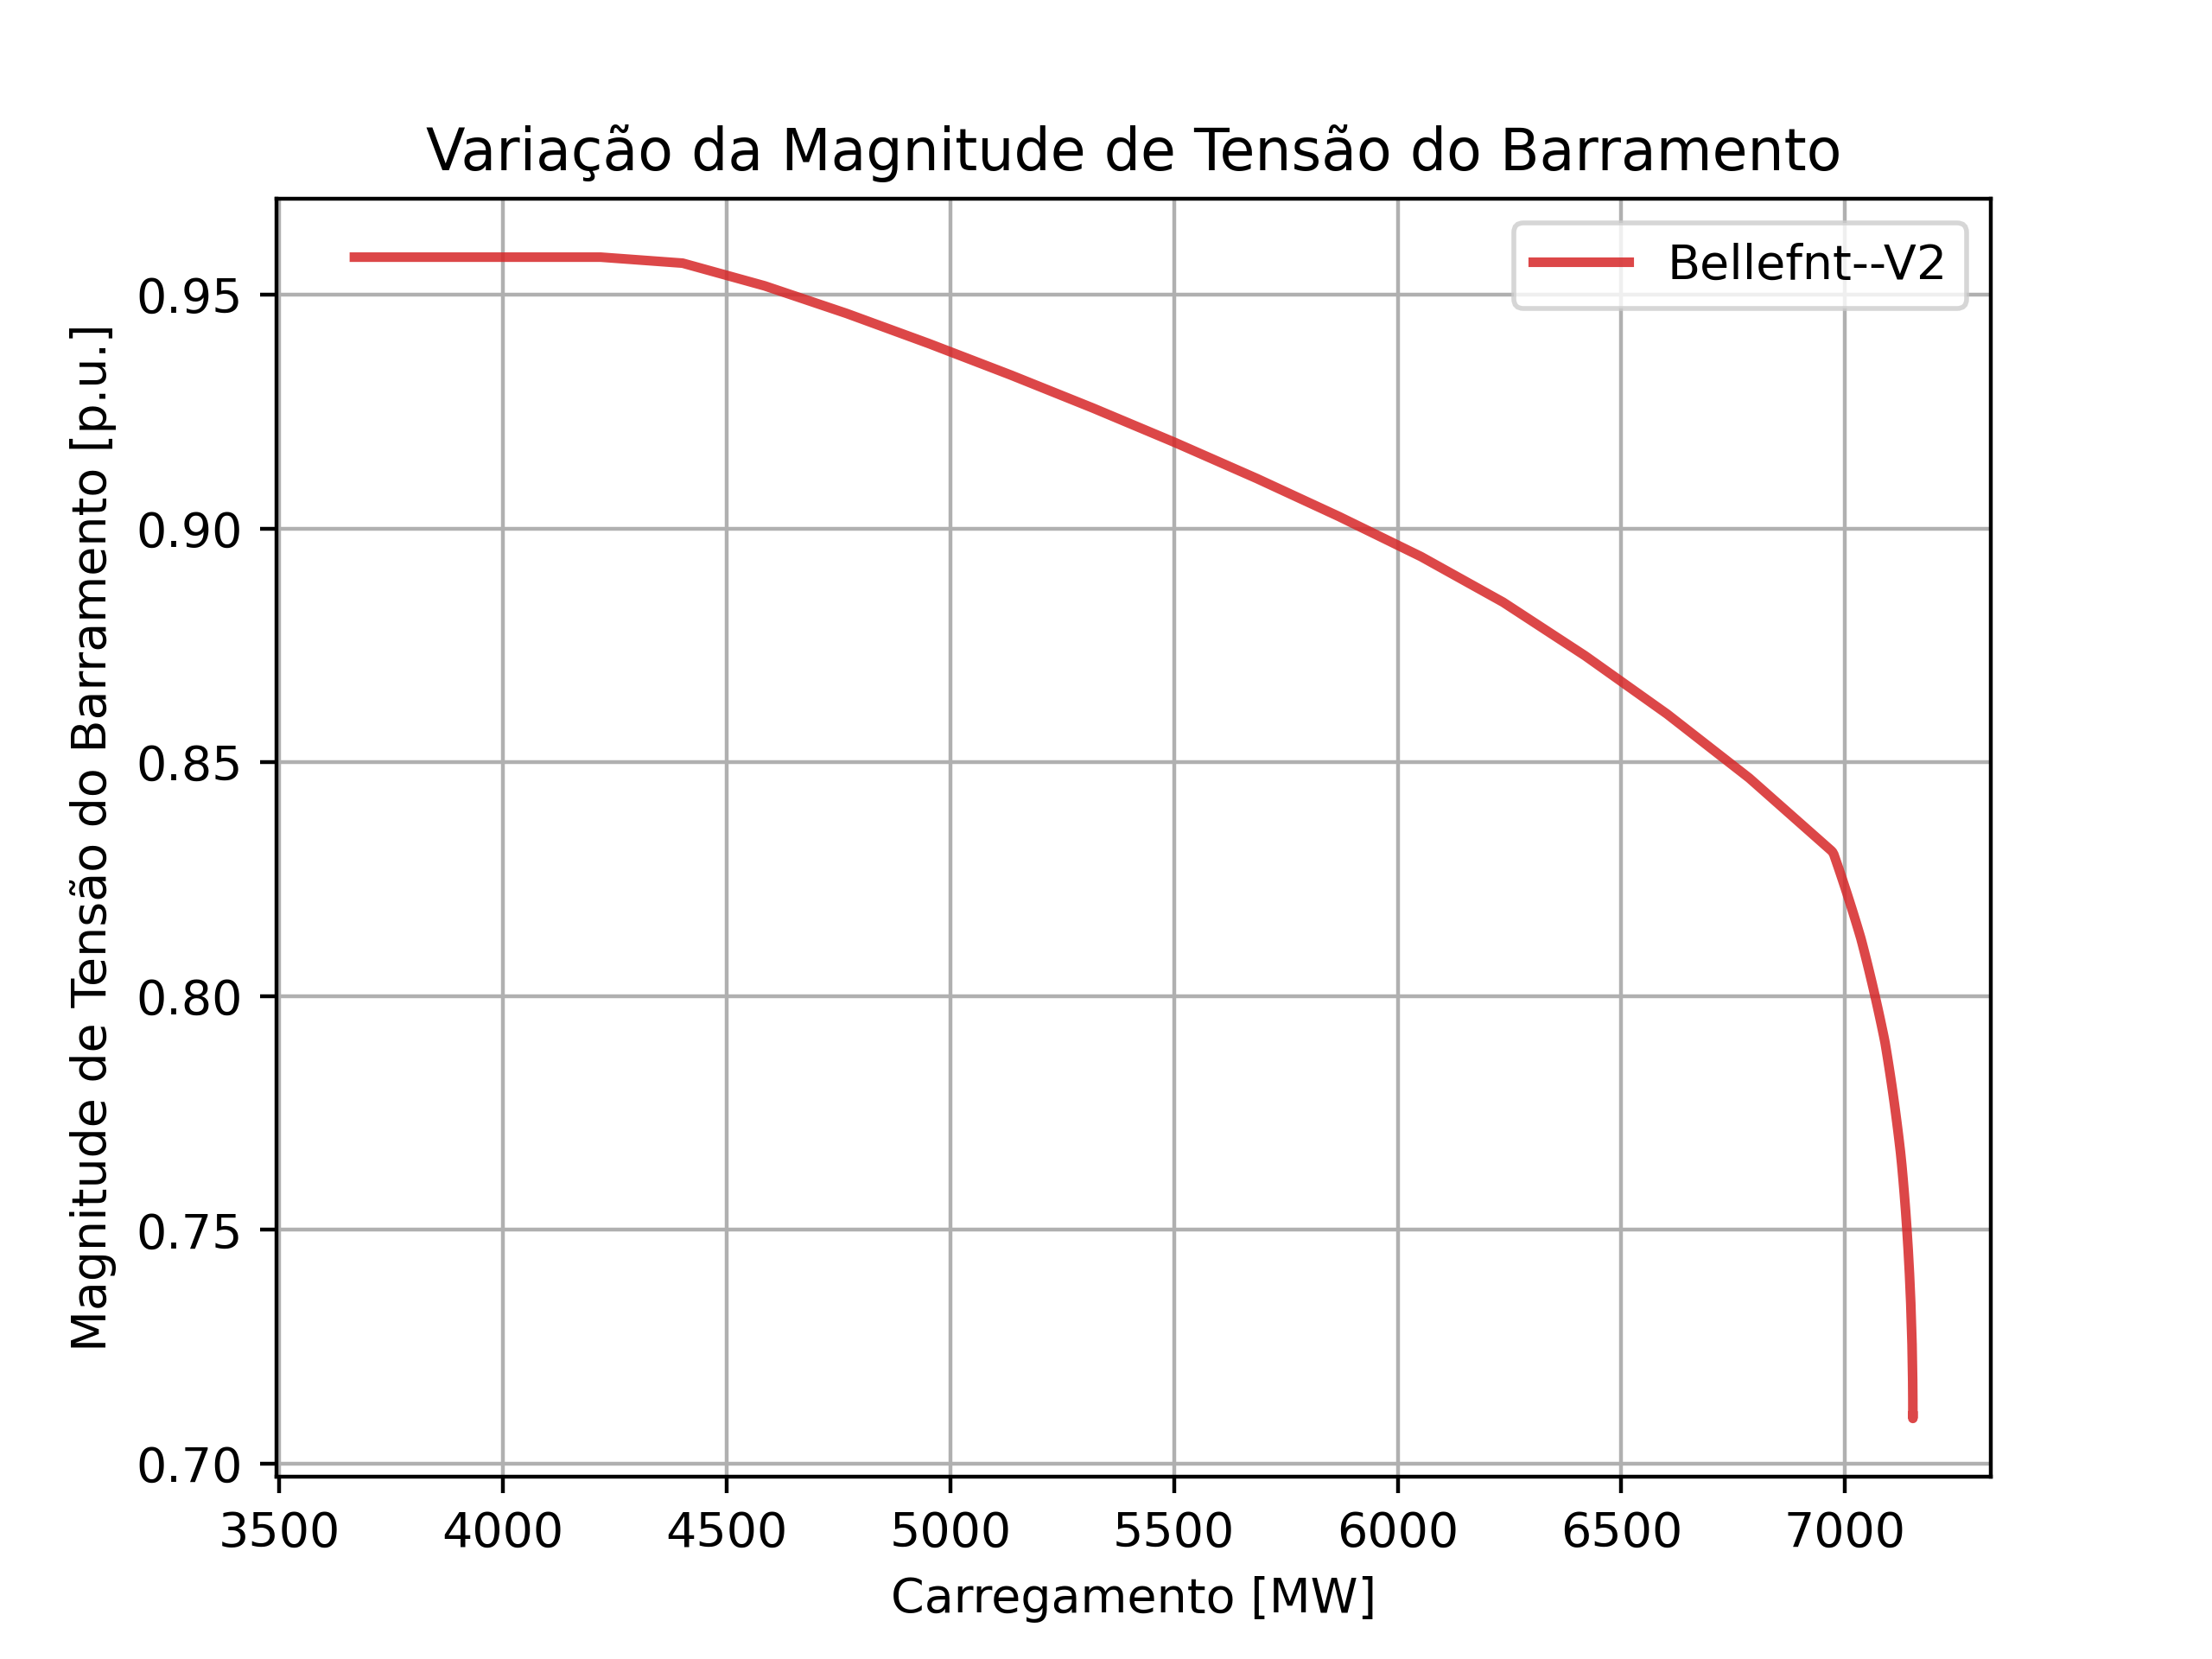 Variação da Magnitude de Tensão do Barramento
Bellefnt--V2
Magnitude de Tensão do Barramento [p.u.]
0.95
0.90
0.85
0.80
0.75
0.70
3500 4000 4500 5000 5500 6000 6500 7000
Carregamento [MW]